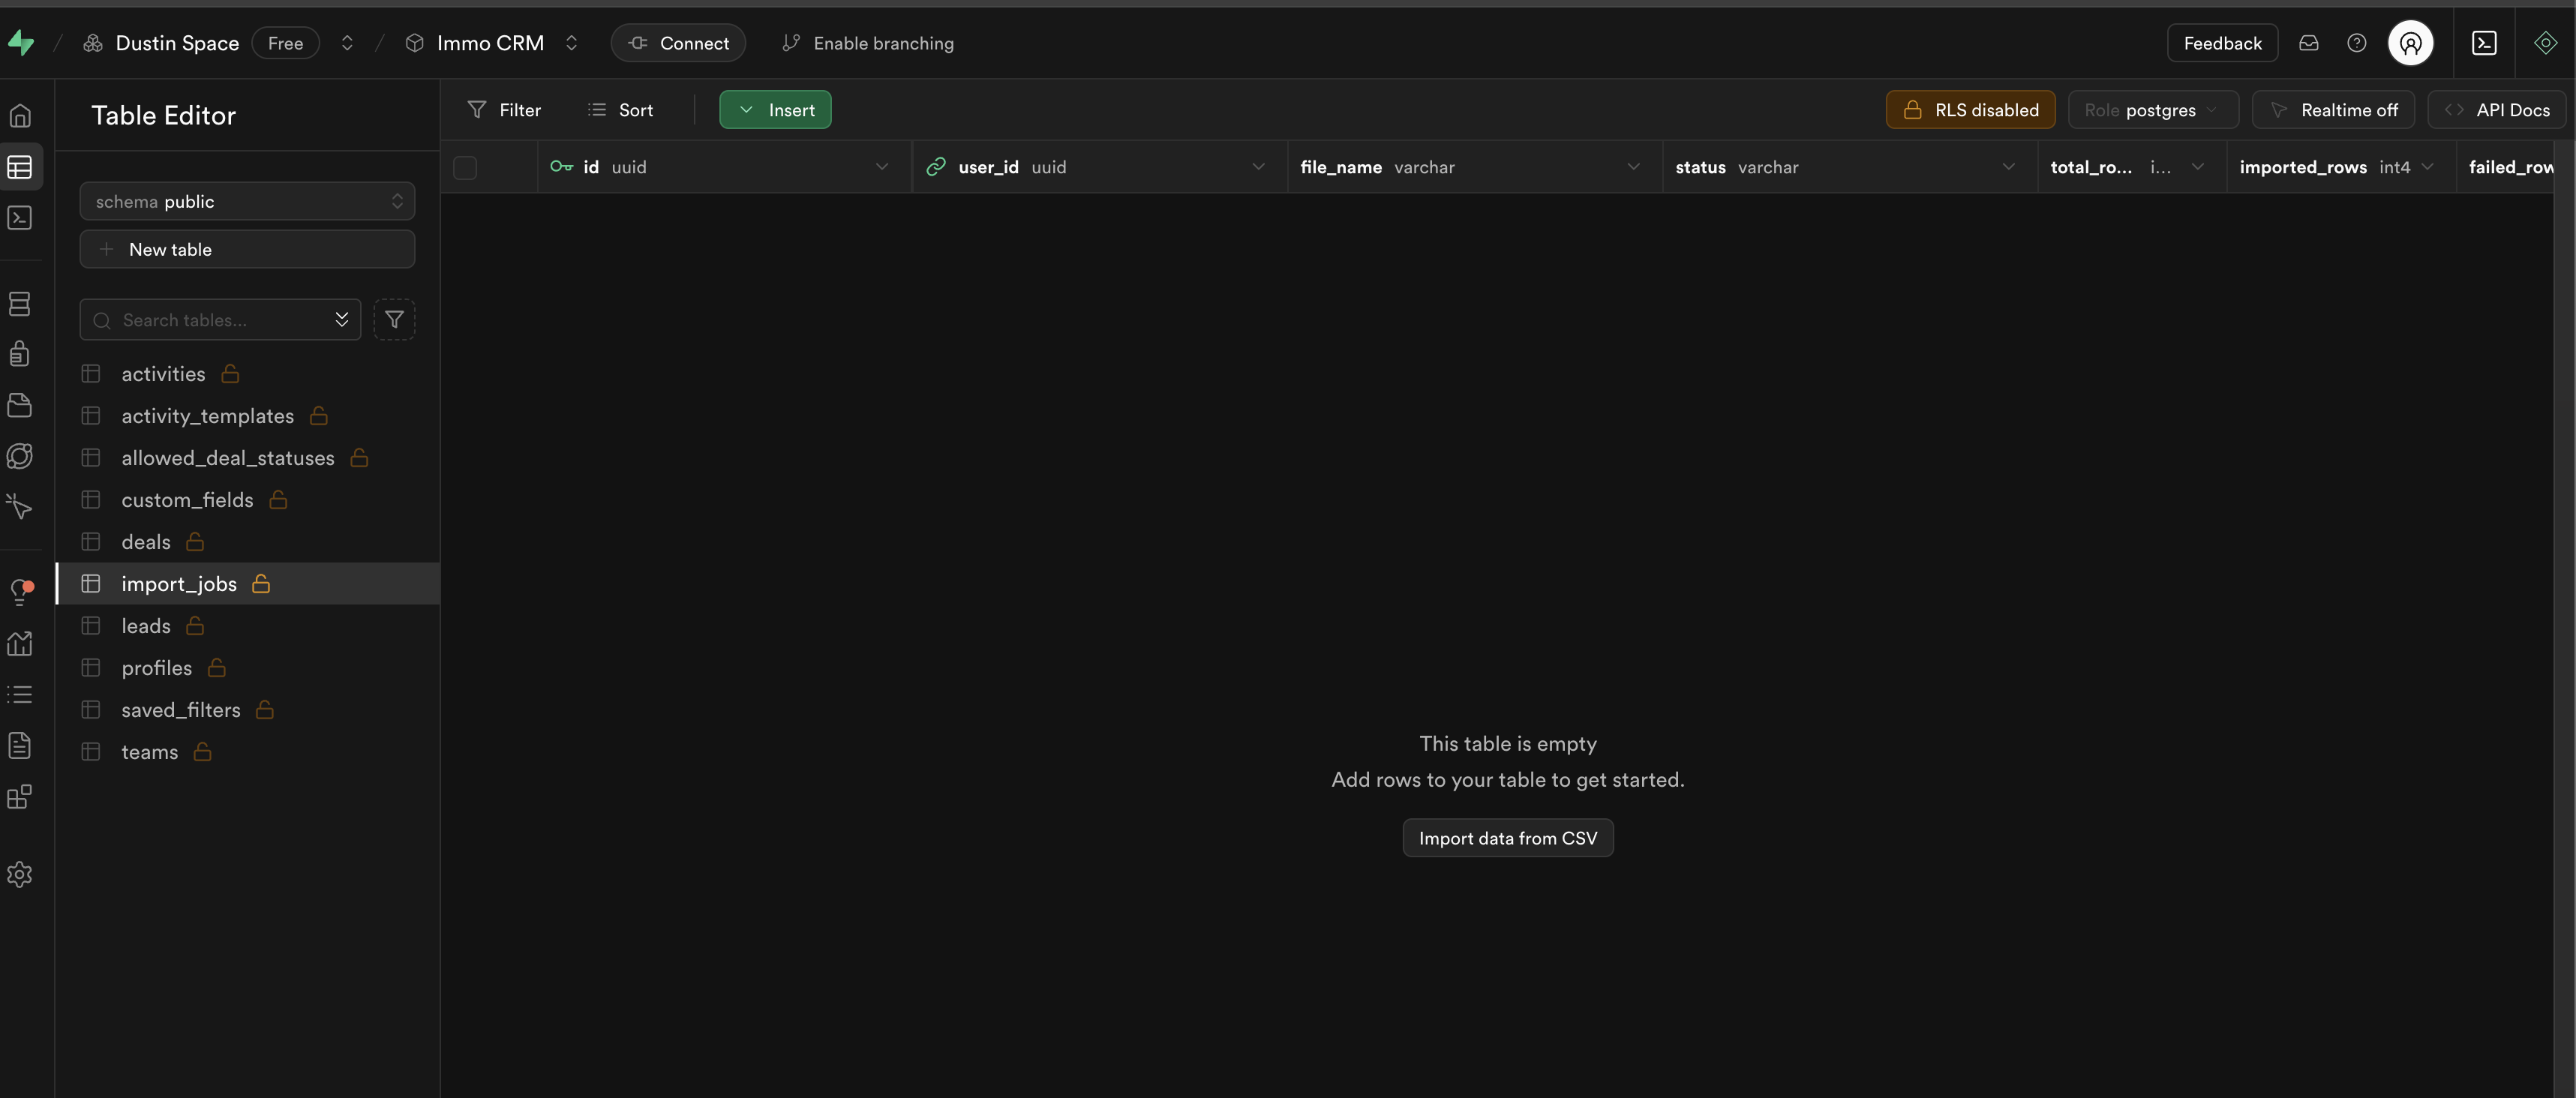 Dustin Space Free Immo CRM Connect Enable branching Feedback
Table Editor
schema public
New table
Search tables...
activities
activity_templates
allowed_deal_statuses
custom_fields
deals
import_jobs
leads
profiles
saved_filters
teams
Filter Sort Insert RLS disabled Role postgres Realtime off API Docs
id uuid user_id uuid file_name varchar status varchar total_ro... i... imported_rows int4 failed_row
This table is empty
Add rows to your table to get started.
Import data from CSV